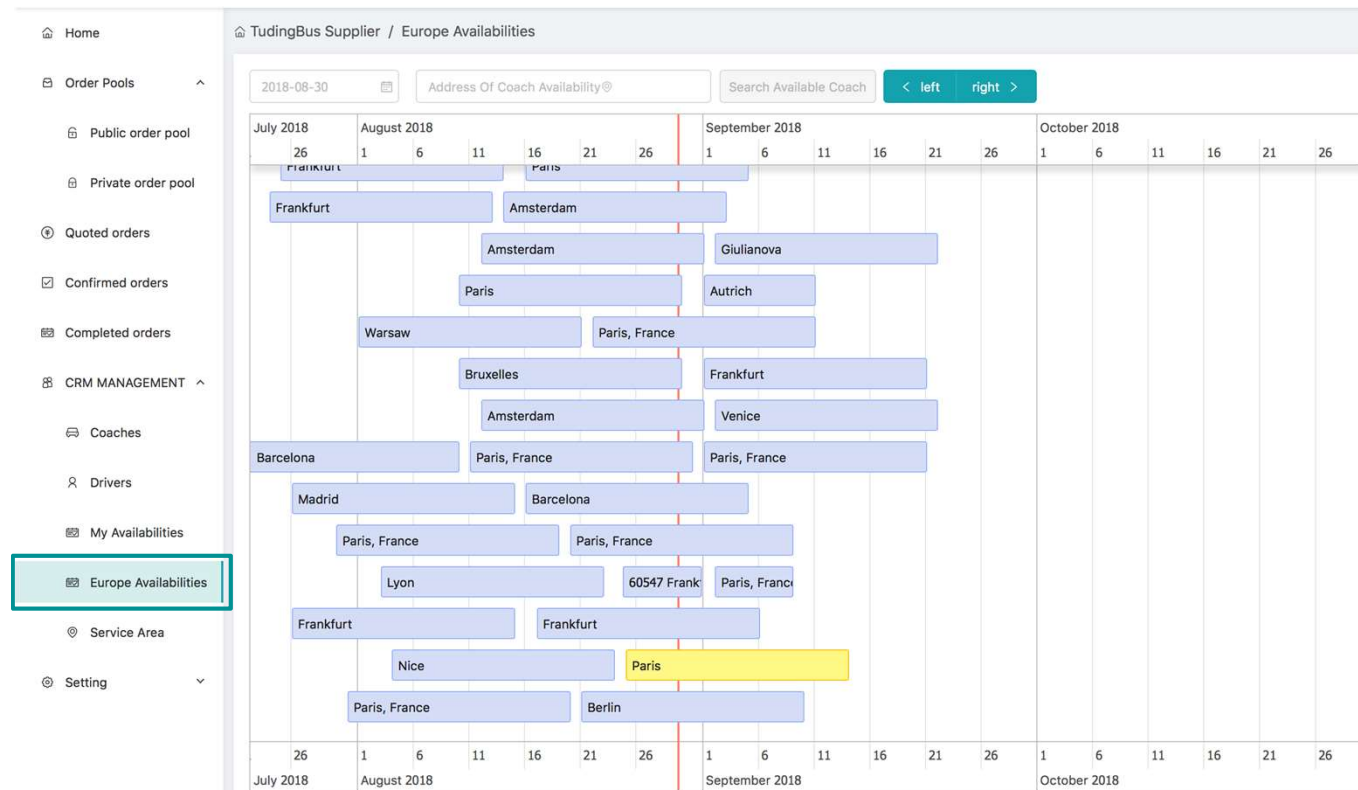 Home
Order Pools
Public order pool
Private order pool
Quoted orders
Confirmed orders
Completed orders
CRM MANAGEMENT
Coaches
Drivers
My Availabilities
Europe Availabilities
Service Area
Setting
TudingBus Supplier / Europe Availabilities
2018-08-30 Address Of Coach Availability Search Available Coach < left right >
July 2018 August 2018 September 2018 October 2018
26 1 6 11 16 21 26 1 6 11 16 21 26 1 6 11 16 21 26
Frankfurt Paris
Frankfurt Amsterdam
Amsterdam Giulianova
Paris Autrich
Warsaw Paris, France
Bruxelles Frankfurt
Amsterdam Venice
Barcelona Paris, France Paris, France
Madrid Barcelona
Paris, France Paris, France
Lyon 60547 Frank Paris, Franc
Frankfurt Frankfurt
Nice Paris
Paris, France Berlin
26 1 6 11 16 21 26 1 6 11 16 21 26 1 6 11 16 21 26
July 2018 August 2018 September 2018 October 2018